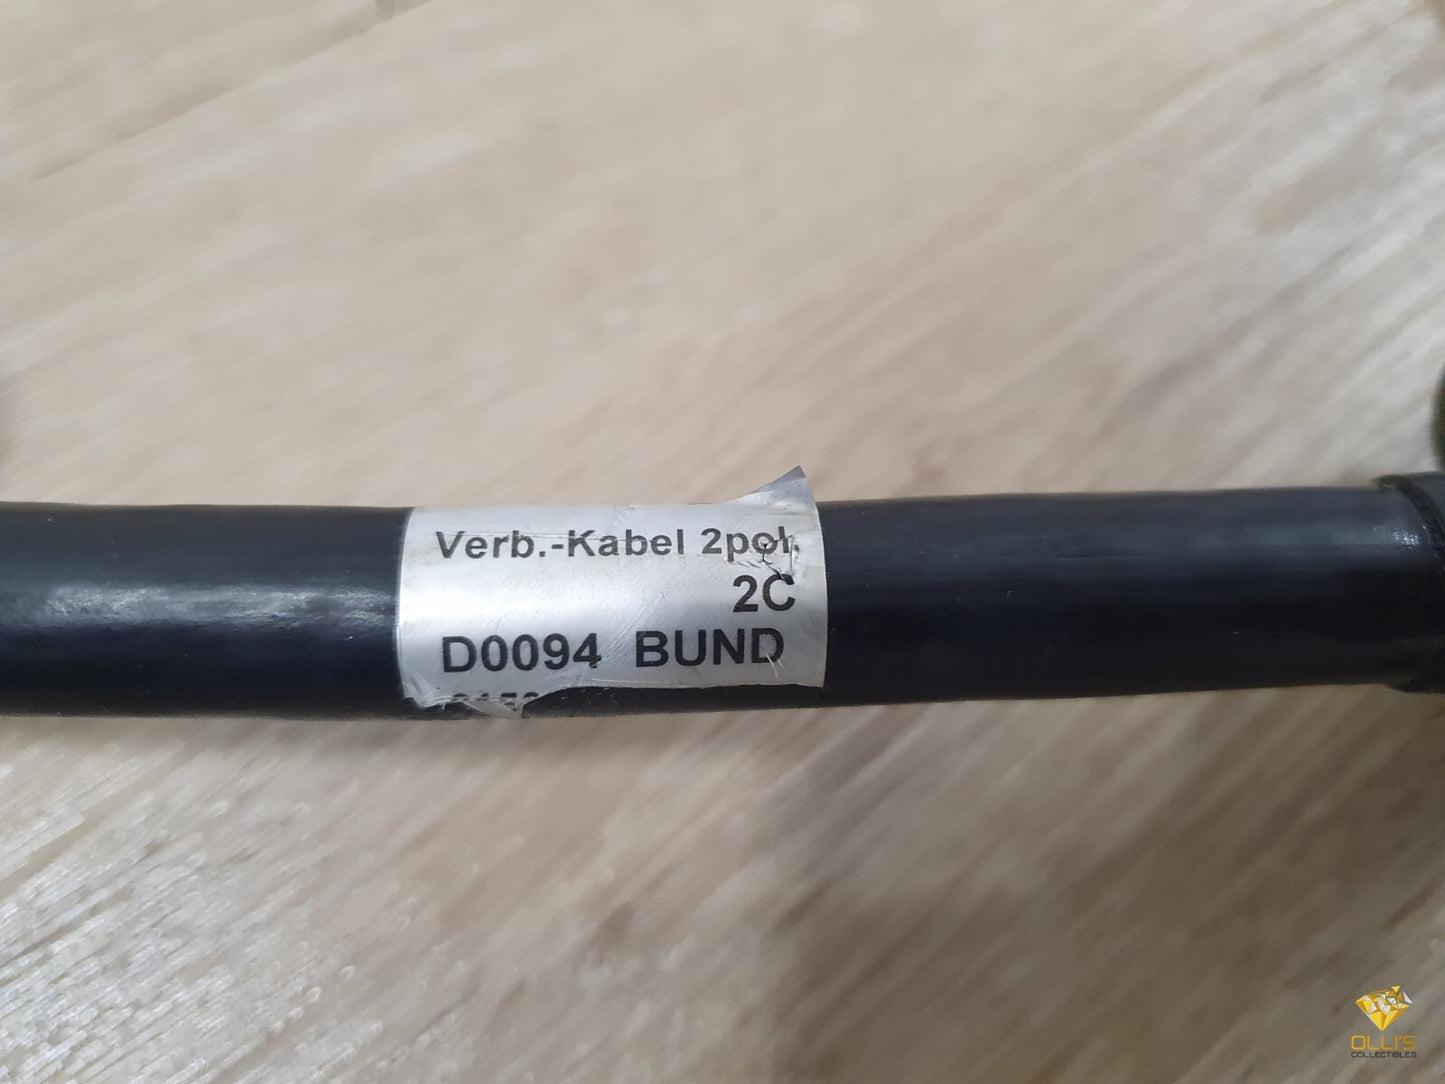 Verb.-Kabel 2pol.
2C
D0094 BUND
OLLI'S
COLLECTIBLES